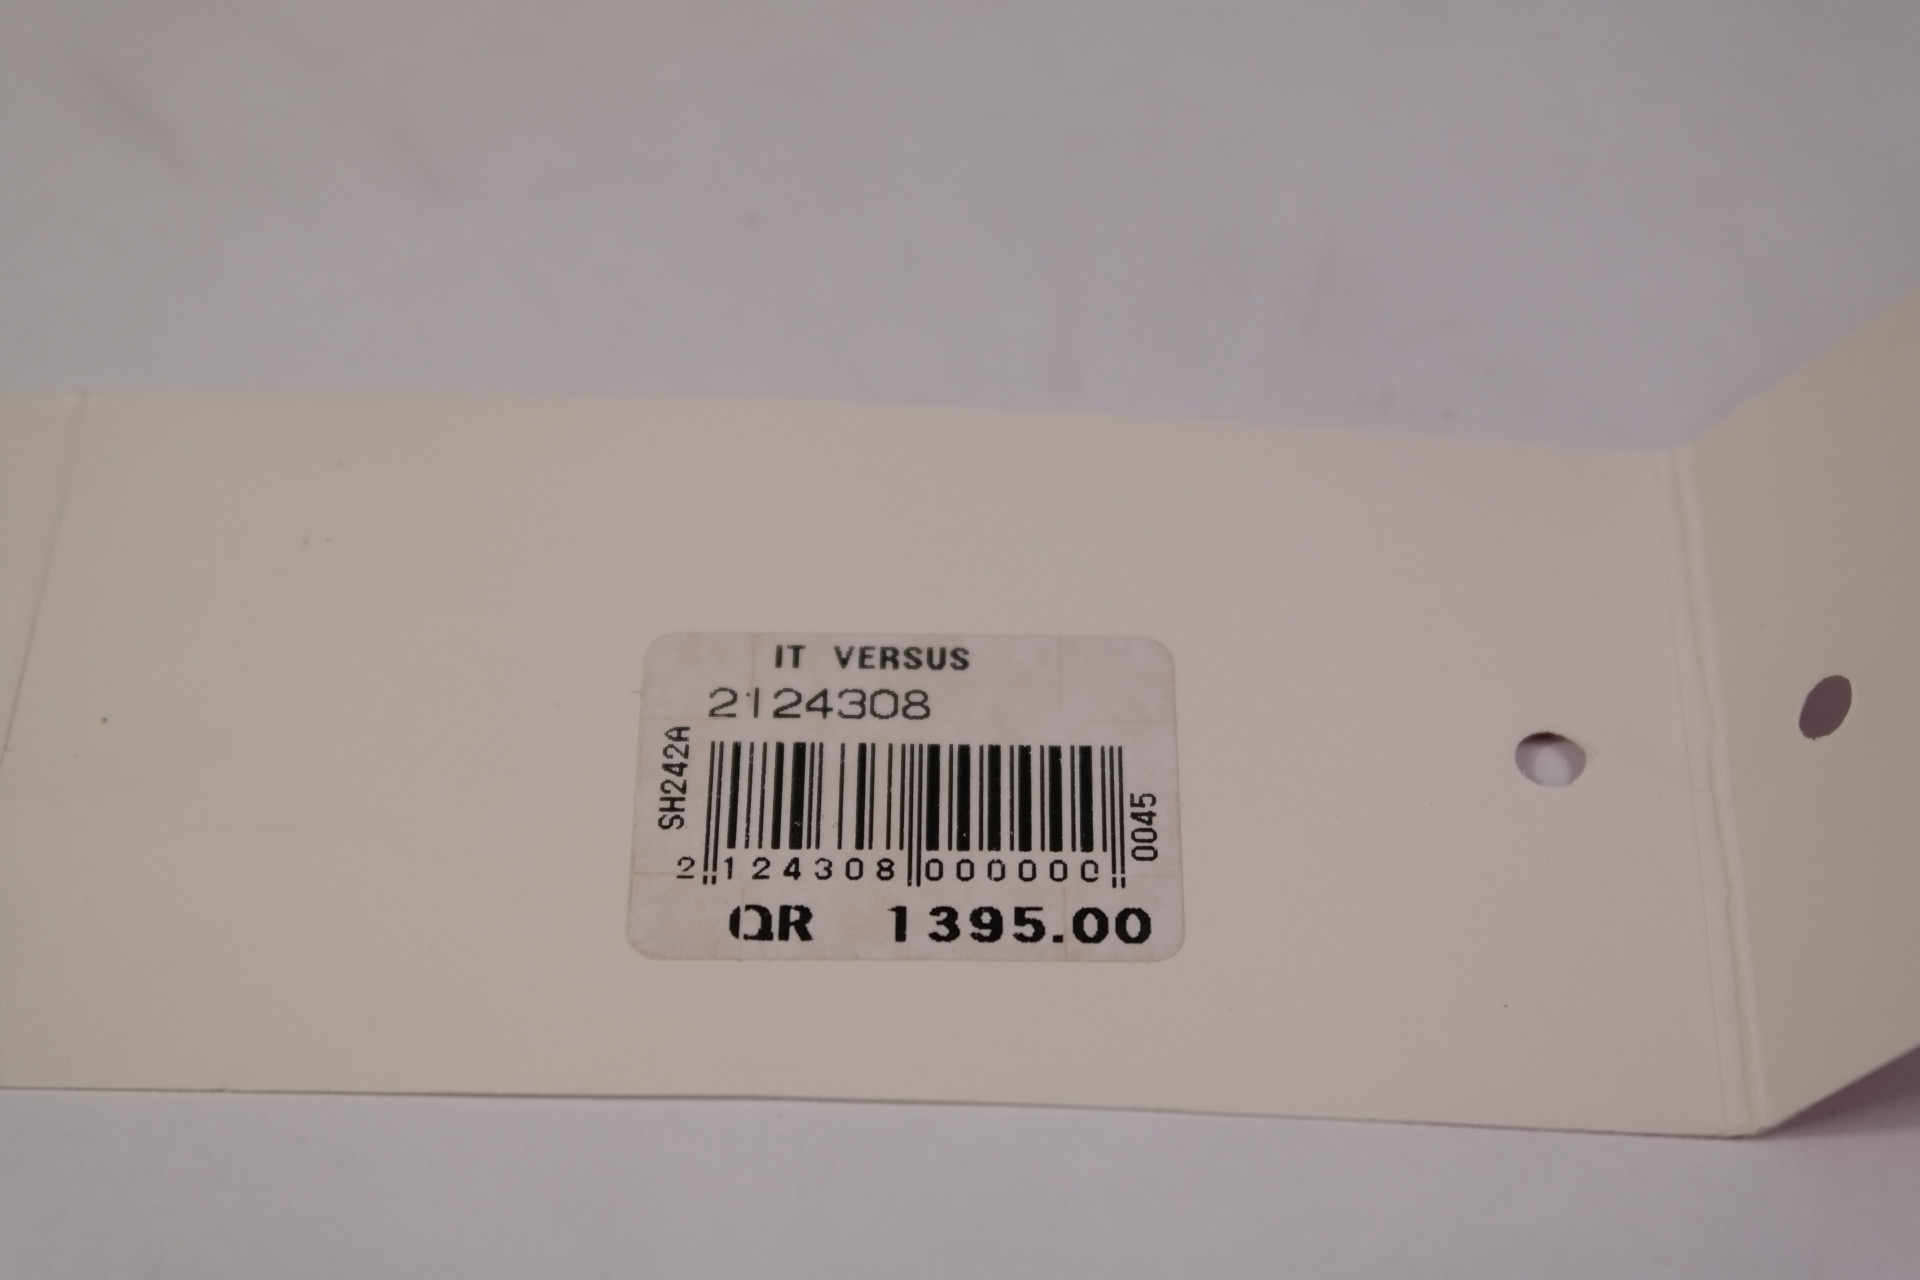 IT VERSUS
2124308
SH242A
2 124308 000000
0045
QR 1395.00